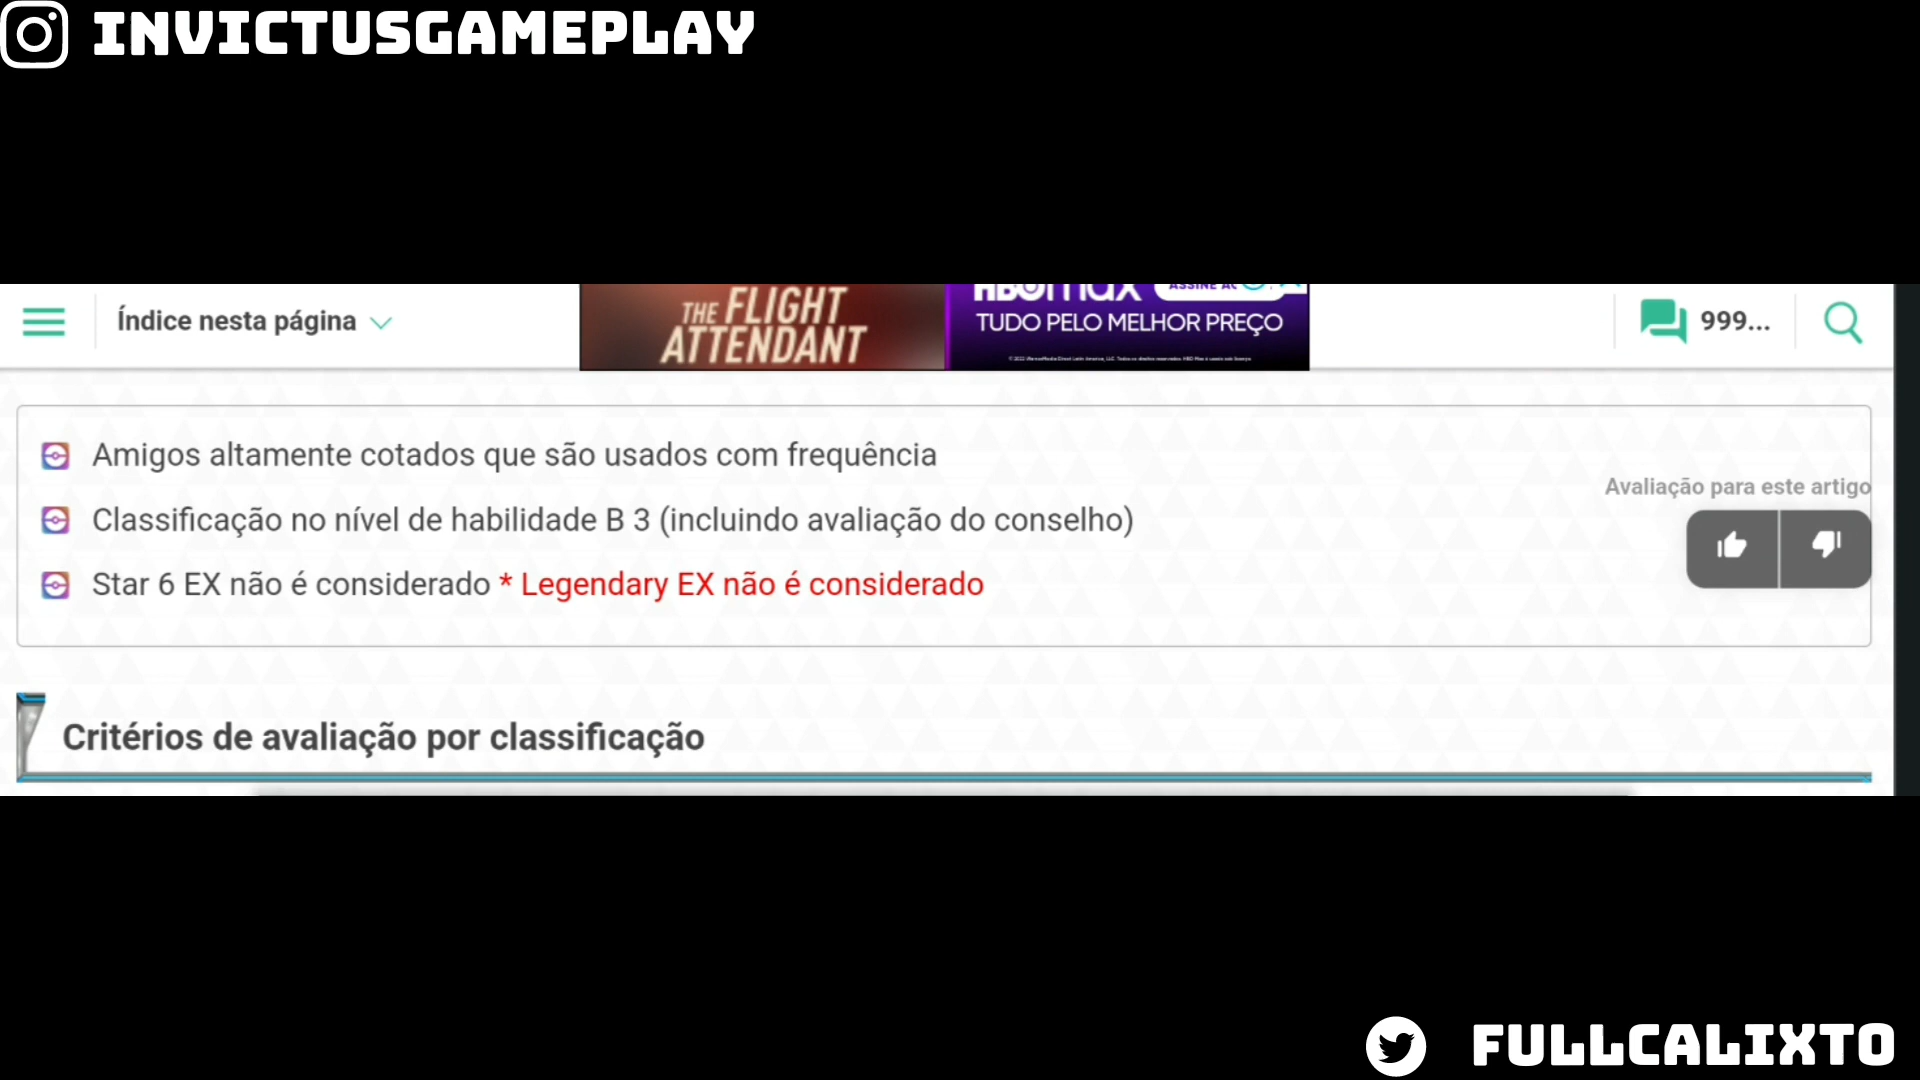 INVICTUSGAMEPLAY
Índice nesta página
THE FLIGHT
ATTENDANT
HBOmax
TUDO PELO MELHOR PREÇO
999...
Amigos altamente cotados que são usados com frequência
Avaliação para este artigo
Classificação no nível de habilidade B 3 (incluindo avaliação do conselho)
Star 6 EX não é considerado * Legendary EX não é considerado
Critérios de avaliação por classificação
FULLCALIXTO